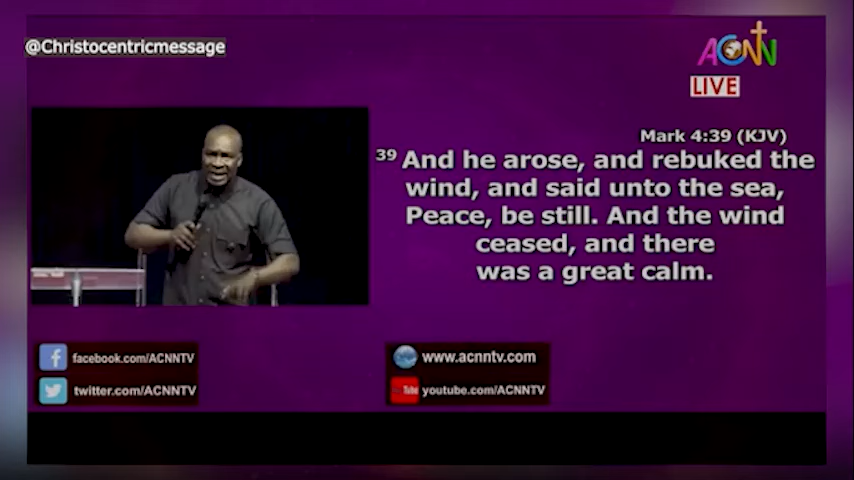 @Christocentricmessage
ACNN
LIVE
Mark 4:39 (KJV)
39 And he arose, and rebuked the
wind, and said unto the sea,
Peace, be still. And the wind
ceased, and there
was a great calm.
facebook.com/ACNNTV
www.acnntv.com
twitter.com/ACNNTV
youtube.com/ACNNTV